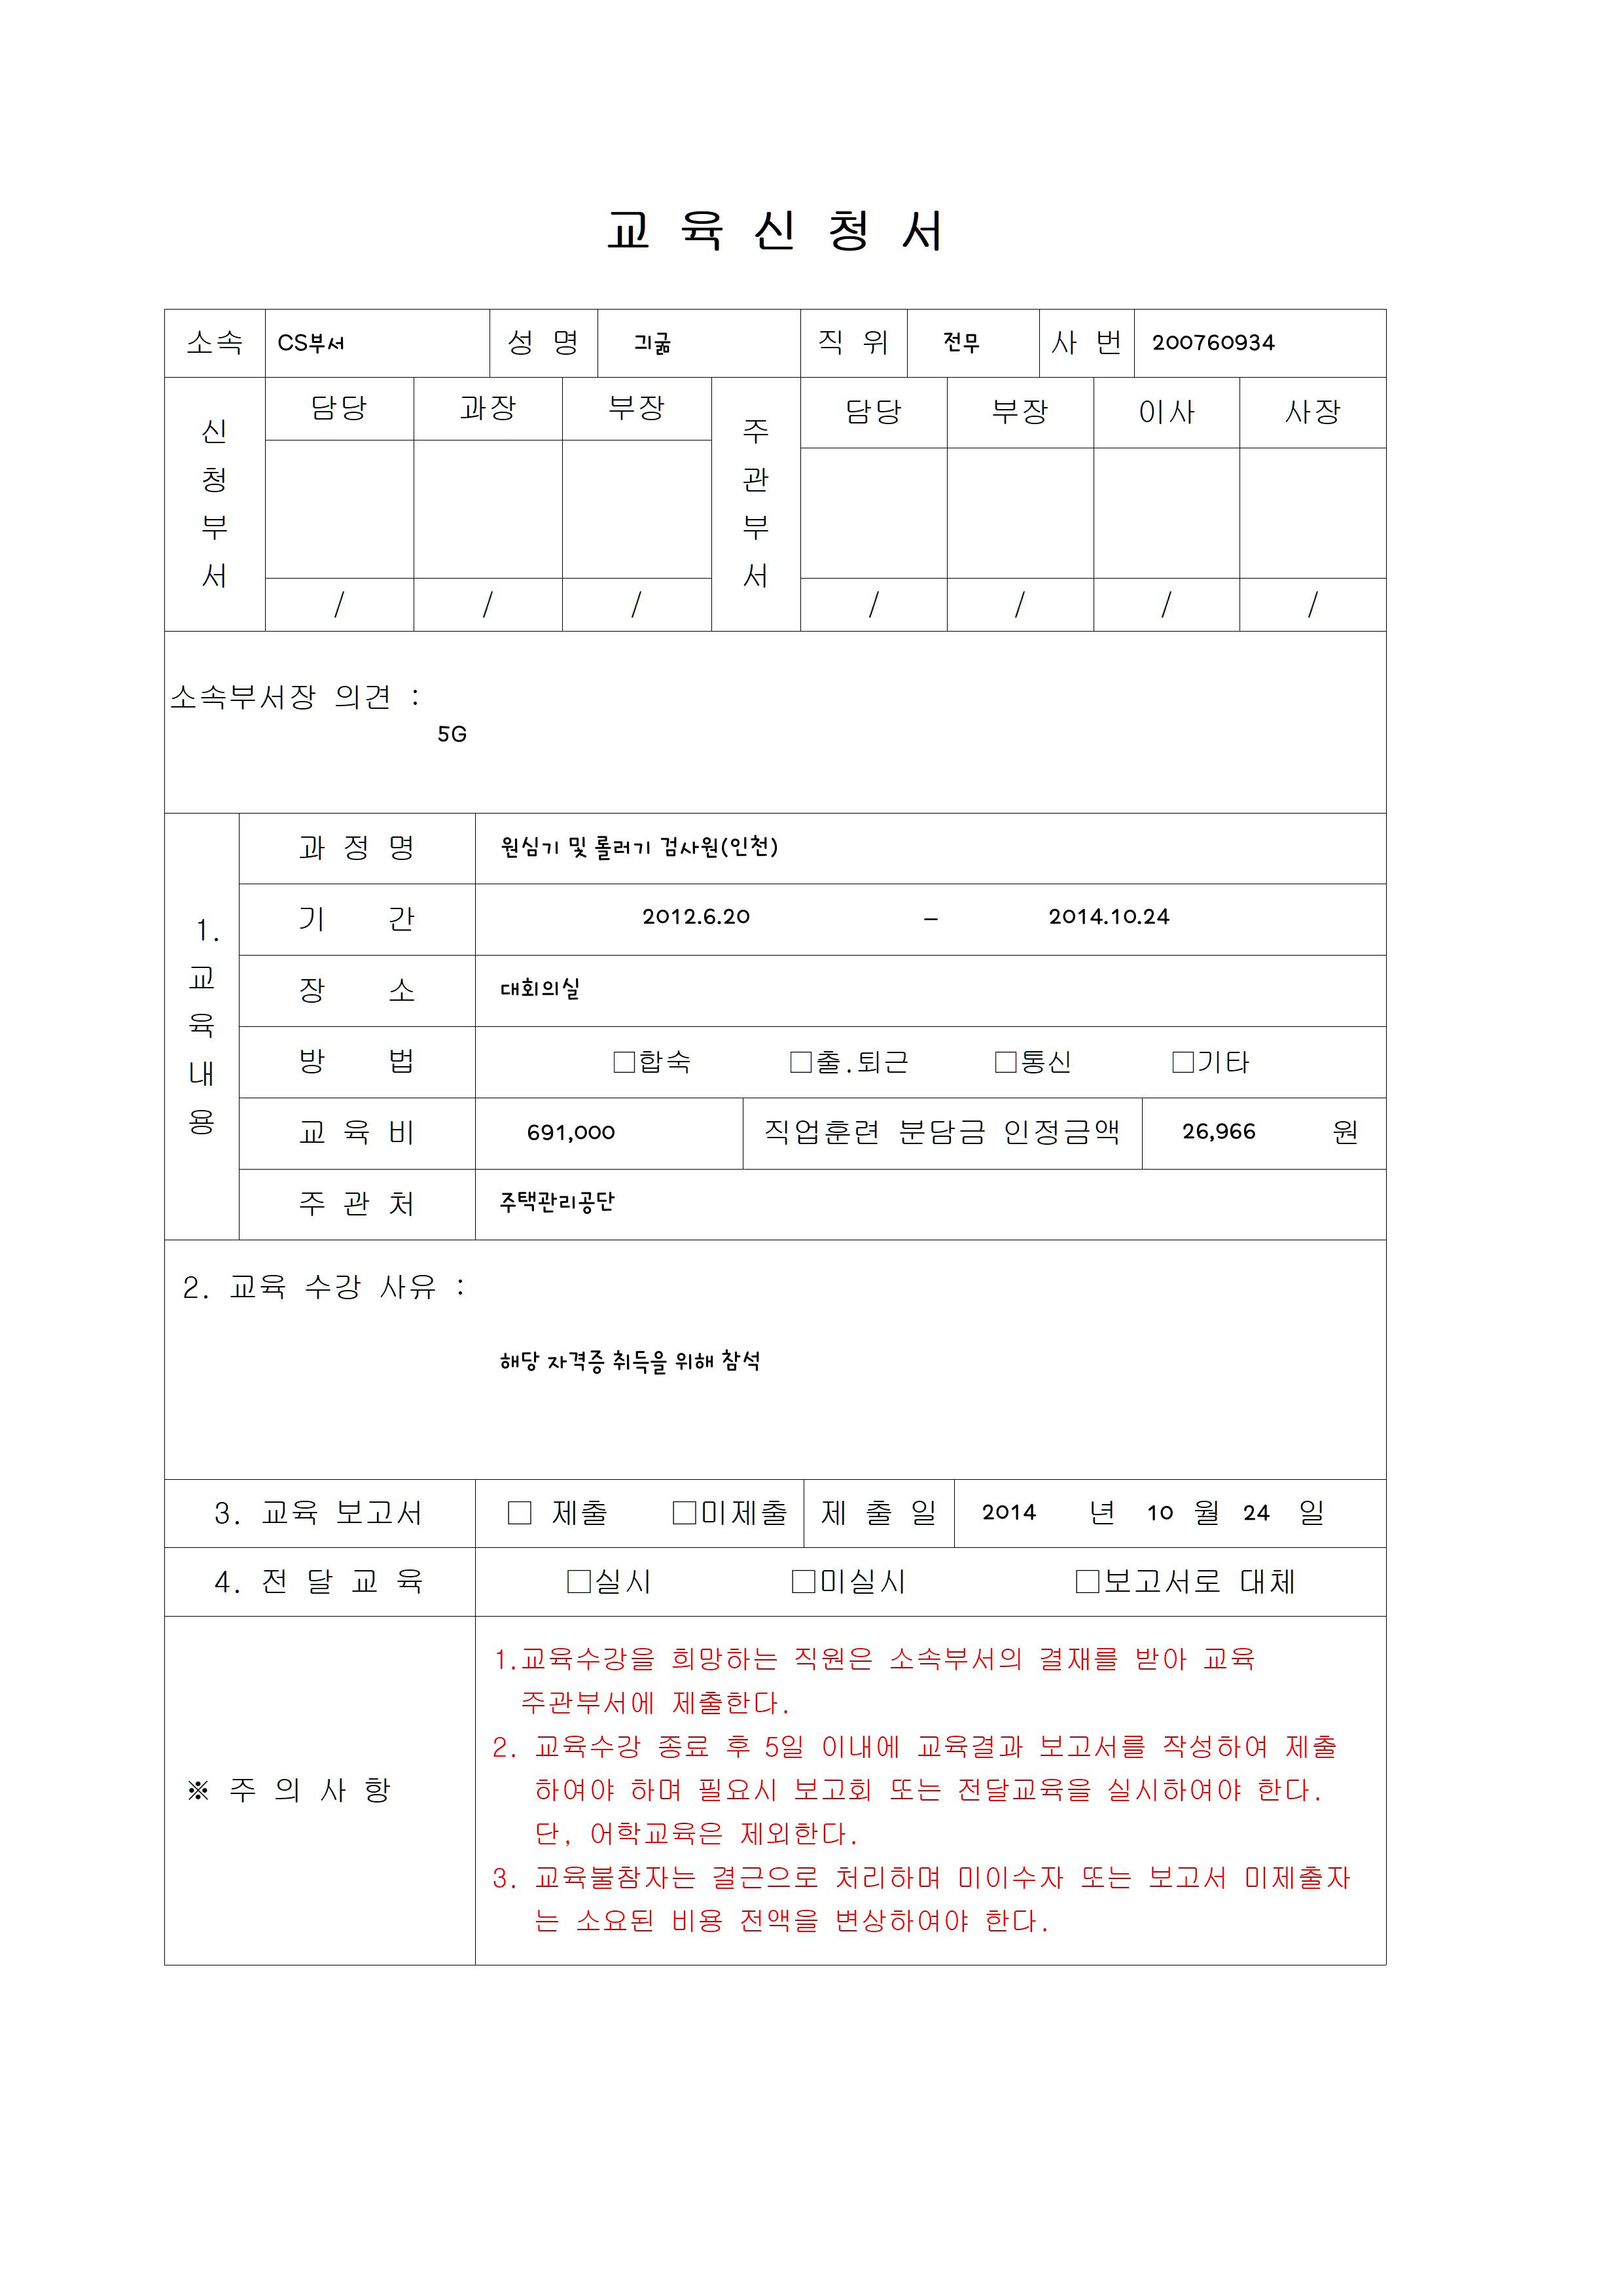 교 육 신 청 서
소속 CS부서 성 명 직 위 전무 사 번 200760934
신청부서 담당 과장 부장 주관부서 담당 부장 이사 사장
/ / / / / / /
소속부서장 의견 :
5G
1. 교육내용
과 정 명 원심기 및 롤러기 검사원(인천)
기 간 2012.6.20 - 2014.10.24
장 소 대회의실
방 법 □합숙 □출.퇴근 □통신 □기타
교 육 비 691,000 직업훈련 분담금 인정금액 26,966 원
주 관 처 주택관리공단
2. 교육 수강 사유 :
해당 자격증 취득을 위해 참석
3. 교육 보고서 □ 제출 □미제출 제 출 일 2014 년 10 월 24 일
4. 전 달 교 육 □실시 □미실시 □보고서로 대체
※ 주 의 사 항
1.교육수강을 희망하는 직원은 소속부서의 결재를 받아 교육
주관부서에 제출한다.
2. 교육수강 종료 후 5일 이내에 교육결과 보고서를 작성하여 제출
하여야 하며 필요시 보고회 또는 전달교육을 실시하여야 한다.
단, 어학교육은 제외한다.
3. 교육불참자는 결근으로 처리하며 미이수자 또는 보고서 미제출자
는 소요된 비용 전액을 변상하여야 한다.